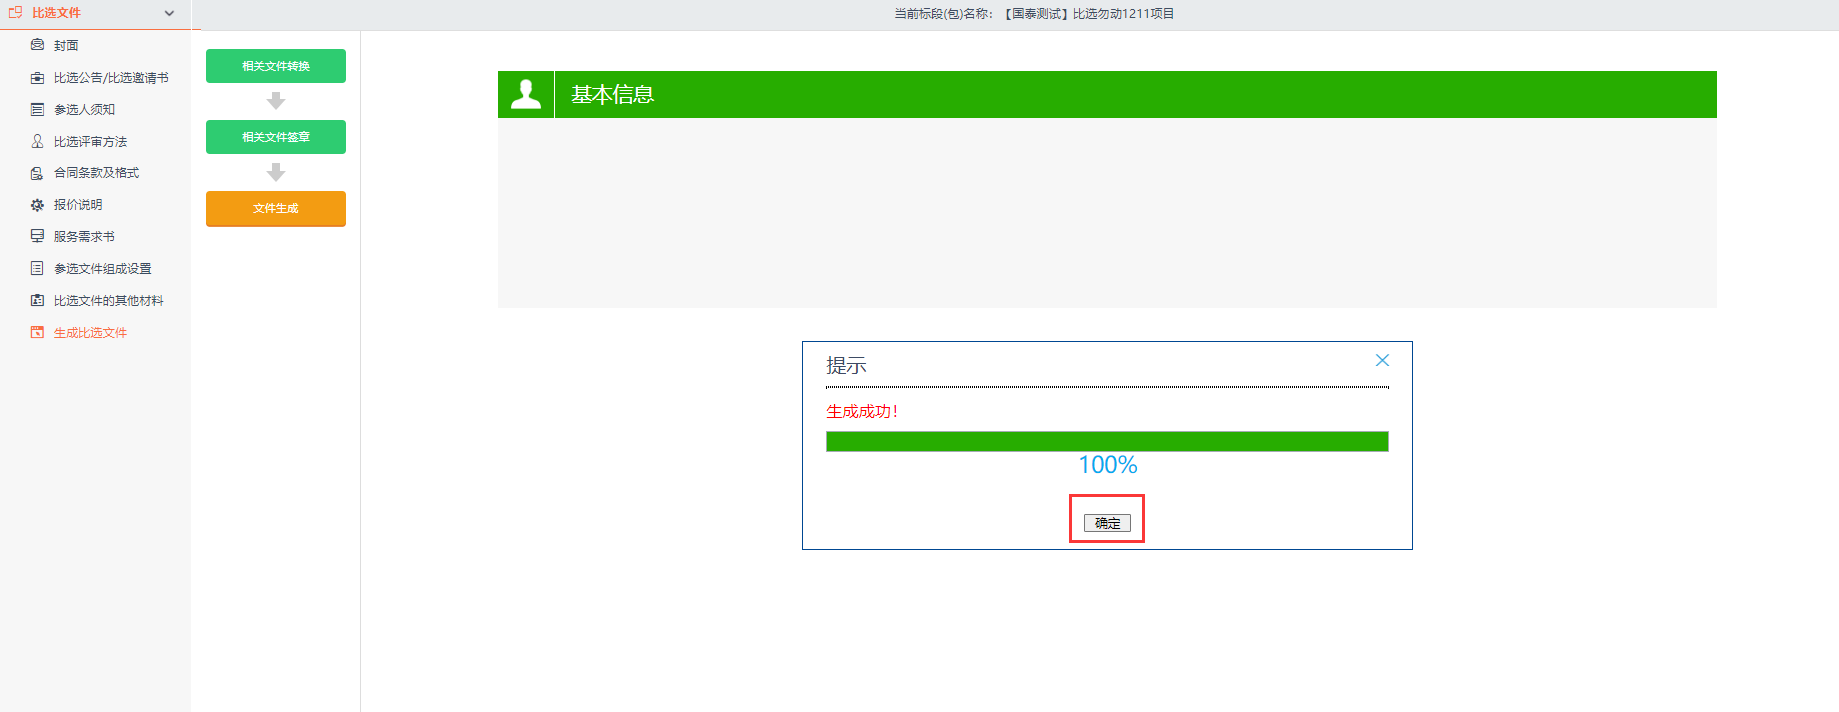 比选文件
当前标段(包)名称：【国泰测试】比选勿动1211项目
封面
比选公告/比选邀请书
参选人须知
比选评审方法
合同条款及格式
报价说明
服务需求书
参选文件组成设置
比选文件的其他材料
生成比选文件
相关文件转换
相关文件签章
文件生成
基本信息
提示
生成成功！
100%
确定